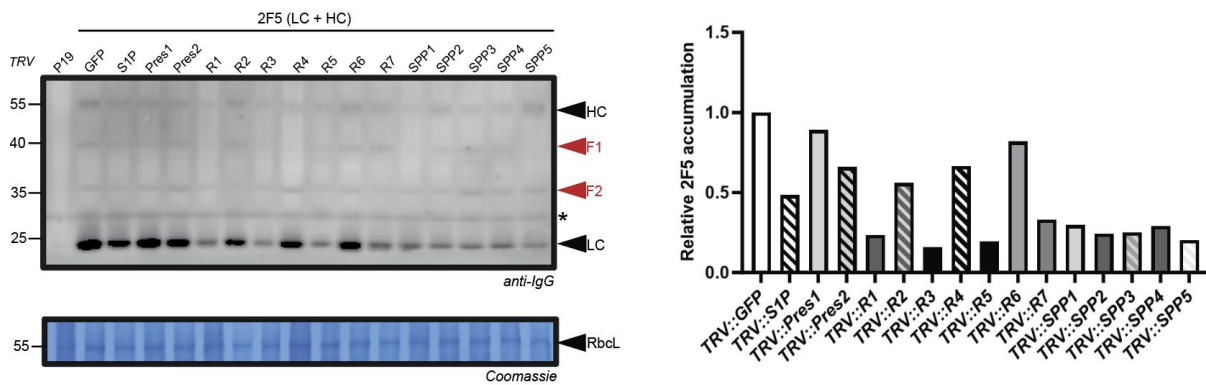 2F5 (LC + HC)
TRV P19 GFP S1P Pres1 Pres2 R1 R2 R3 R4 R5 R6 R7 SPP1 SPP2 SPP3 SPP4 SPP5
55 HC
40 F1
35 F2
*
25 LC
anti-IgG
55 RbcL
Coomassie
Relative 2F5 accumulation
1.5
1.0
0.5
0.0
TRV::GFP TRV::S1P TRV::Pres1 TRV::Pres2 TRV::R1 TRV::R2 TRV::R3 TRV::R4 TRV::R5 TRV::R6 TRV::R7 TRV::SPP1 TRV::SPP2 TRV::SPP3 TRV::SPP4 TRV::SPP5